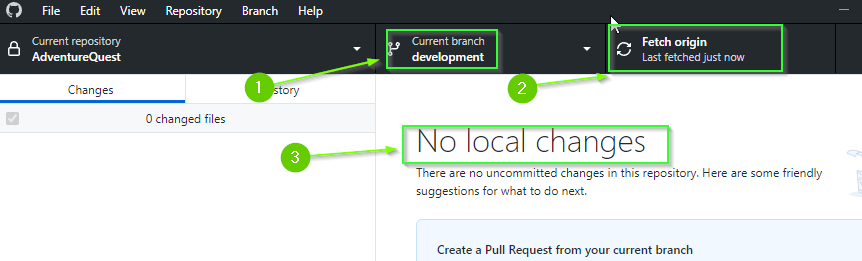 File Edit View Repository Branch Help
Current repository
AdventureQuest
Current branch
development
Fetch origin
Last fetched just now
1
2
Changes
story
0 changed files
3
No local changes
There are no uncommitted changes in this repository. Here are some friendly
suggestions for what to do next.
Create a Pull Request from your current branch